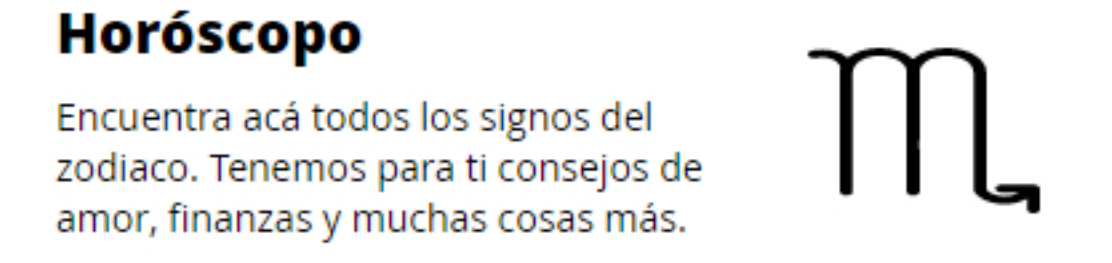 Horóscopo
Encuentra acá todos los signos del
zodiaco. Tenemos para ti consejos de
amor, finanzas y muchas cosas más.